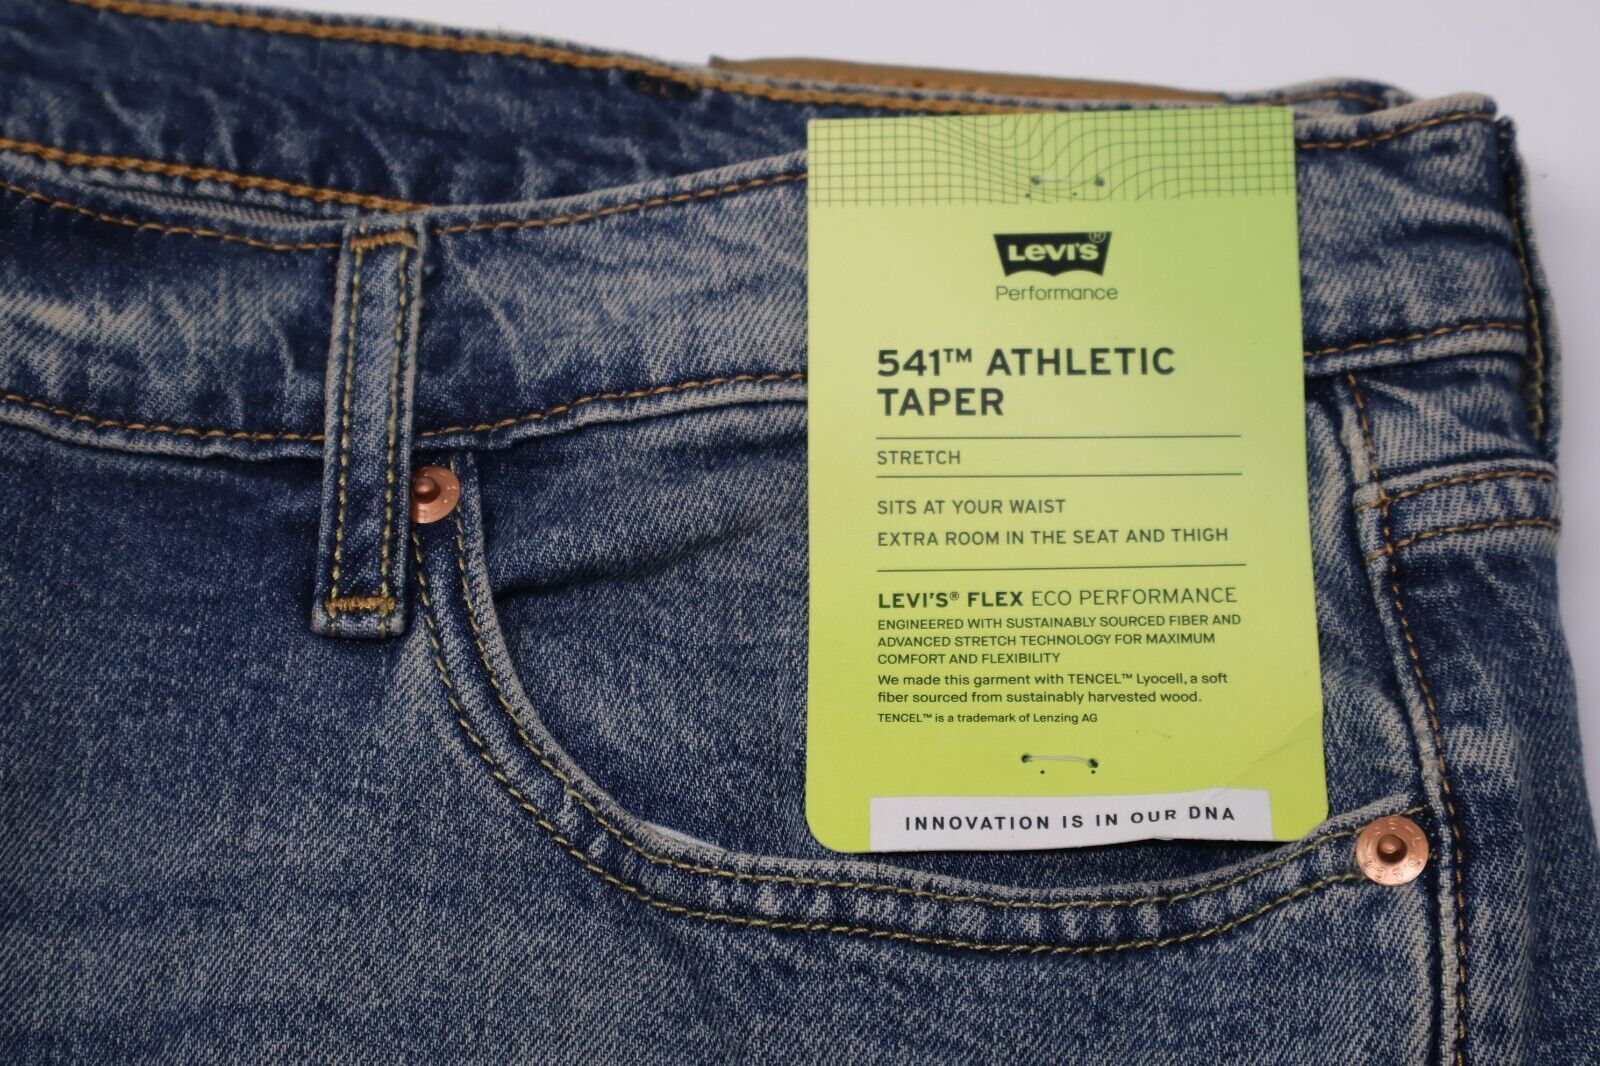 LEVI'S®
Performance
541™ ATHLETIC
TAPER
STRETCH
SITS AT YOUR WAIST
EXTRA ROOM IN THE SEAT AND THIGH
LEVI'S® FLEX ECO PERFORMANCE
ENGINEERED WITH SUSTAINABLY SOURCED FIBER AND
ADVANCED STRETCH TECHNOLOGY FOR MAXIMUM
COMFORT AND FLEXIBILITY
We made this garment with TENCEL™ Lyocell, a soft
fiber sourced from sustainably harvested wood.
TENCEL™ is a trademark of Lenzing AG
INNOVATION IS IN OUR DNA